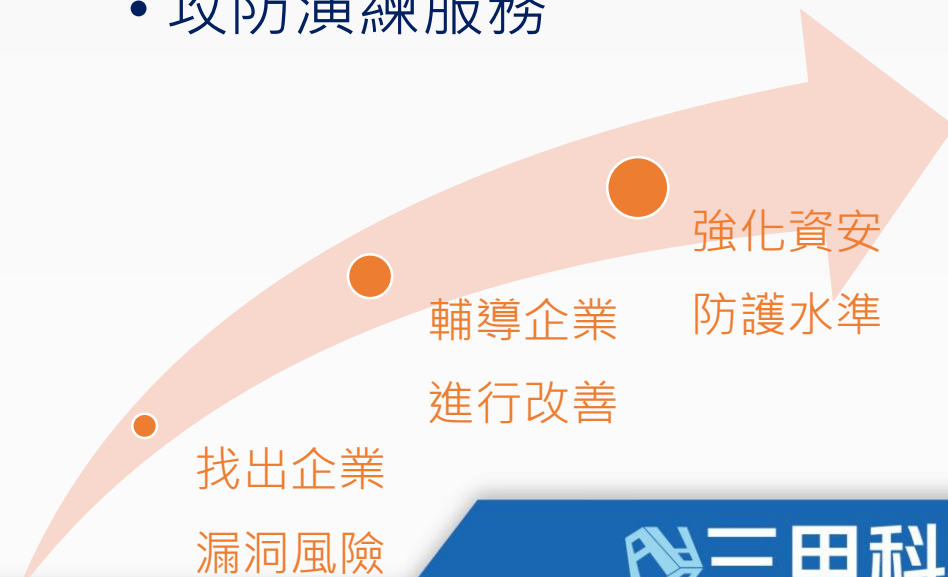 • 攻防演練服務
強化資安
防護水準
輔導企業
進行改善
找出企業
漏洞風險
三甲科